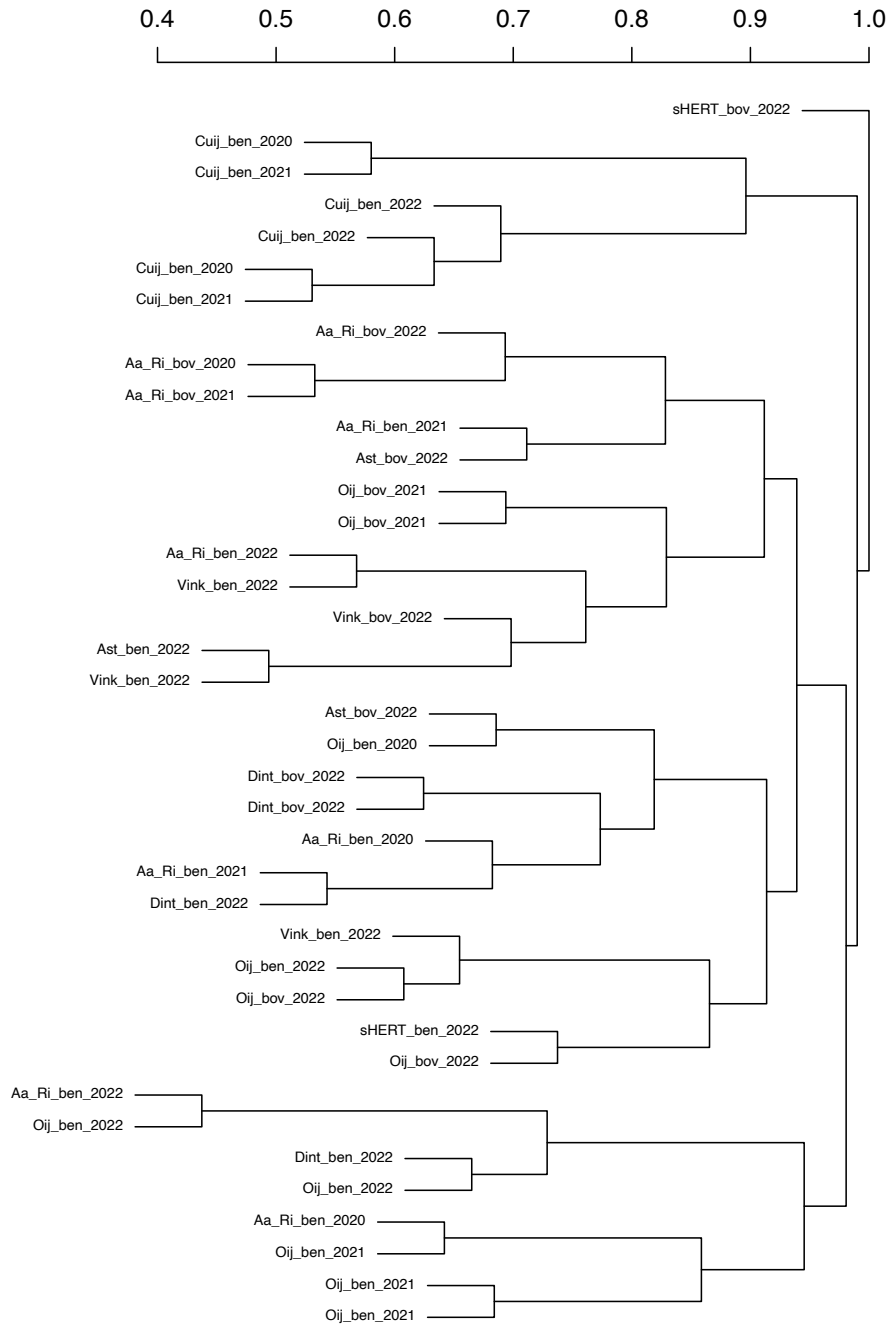 0.4 0.5 0.6 0.7 0.8 0.9 1.0
sHERT_bov_2022
Cuij_ben_2020
Cuij_ben_2021
Cuij_ben_2022
Cuij_ben_2022
Cuij_ben_2020
Cuij_ben_2021
Aa_Ri_bov_2022
Aa_Ri_bov_2020
Aa_Ri_bov_2021
Aa_Ri_ben_2021
Ast_bov_2022
Oij_bov_2021
Oij_bov_2021
Aa_Ri_ben_2022
Vink_ben_2022
Vink_bov_2022
Ast_ben_2022
Vink_ben_2022
Ast_bov_2022
Oij_ben_2020
Dint_bov_2022
Dint_bov_2022
Aa_Ri_ben_2020
Aa_Ri_ben_2021
Dint_ben_2022
Vink_ben_2022
Oij_ben_2022
Oij_bov_2022
sHERT_ben_2022
Oij_bov_2022
Aa_Ri_ben_2022
Oij_ben_2022
Dint_ben_2022
Oij_ben_2022
Aa_Ri_ben_2020
Oij_ben_2021
Oij_ben_2021
Oij_ben_2021